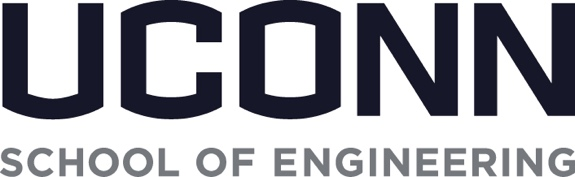 UCONN
SCHOOL OF ENGINEERING